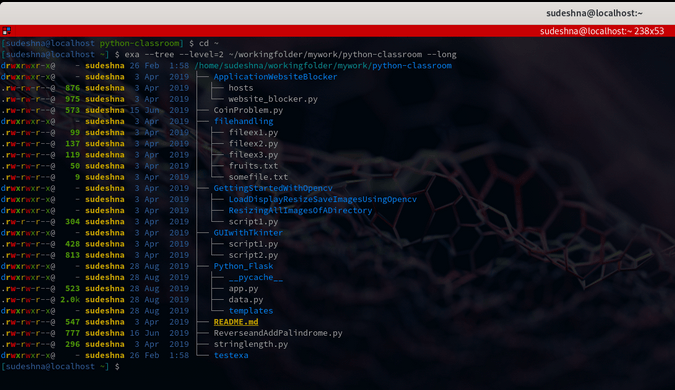 sudeshna@localhost:~
sudeshna@localhost:~ 238x53
[sudeshna@localhost python-classroom] $ cd ~
[sudeshna@localhost ~] $ exa --tree --level=2 ~/workingfolder/mywork/python-classroom --long
drwxrwxr-x@ - sudeshna 26 Feb 1:58 /home/sudeshna/workingfolder/mywork/python-classroom
drwxrwxr-x@ - sudeshna 3 Apr 2019 ├── ApplicationWebsiteBlocker
.rw-rw-r--@ 876 sudeshna 3 Apr 2019 │ ├── hosts
.rw-rw-r--@ 975 sudeshna 3 Apr 2019 │ └── website_blocker.py
.rw-rw-r--@ 573 sudeshna 15 Jun 2019 ├── CoinProblem.py
drwxrwxr-x@ - sudeshna 3 Apr 2019 ├── filehandling
.rw-rw-r--@ 99 sudeshna 3 Apr 2019 │ ├── fileex1.py
.rw-rw-r--@ 137 sudeshna 3 Apr 2019 │ ├── fileex2.py
.rw-rw-r--@ 119 sudeshna 3 Apr 2019 │ ├── fileex3.py
.rw-rw-r--@ 50 sudeshna 3 Apr 2019 │ ├── fruits.txt
.rw-rw-r--@ 9 sudeshna 3 Apr 2019 │ └── somefile.txt
drwxrwxr-x@ - sudeshna 3 Apr 2019 ├── GettingStartedWithOpencv
drwxrwxr-x@ - sudeshna 3 Apr 2019 │ ├── LoadDisplayResizeSaveImagesUsingOpencv
drwxrwxr-x@ - sudeshna 3 Apr 2019 │ ├── ResizingAllImagesOfADirectory
.rw-rw-r--@ 304 sudeshna 3 Apr 2019 │ └── script1.py
drwxrwxr-x@ - sudeshna 3 Apr 2019 ├── GUIwithTkinter
.rw-rw-r--@ 428 sudeshna 3 Apr 2019 │ ├── script1.py
.rw-rw-r--@ 813 sudeshna 3 Apr 2019 │ └── script2.py
drwxrwxr-x@ - sudeshna 28 Aug 2019 ├── Python_Flask
drwxrwxr-x@ - sudeshna 28 Aug 2019 │ ├── __pycache__
.rw-rw-r--@ 523 sudeshna 28 Aug 2019 │ ├── app.py
.rw-rw-r--@ 2.0k sudeshna 28 Aug 2019 │ ├── data.py
drwxrwxr-x@ - sudeshna 28 Aug 2019 │ └── templates
.rw-rw-r--@ 547 sudeshna 3 Apr 2019 ├── README.md
.rw-rw-r--@ 777 sudeshna 16 Jun 2019 ├── ReverseandAddPalindrome.py
.rw-rw-r--@ 296 sudeshna 3 Apr 2019 ├── stringlength.py
drwxrwxr-x@ - sudeshna 26 Feb 1:58 └── testexa
[sudeshna@localhost ~] $